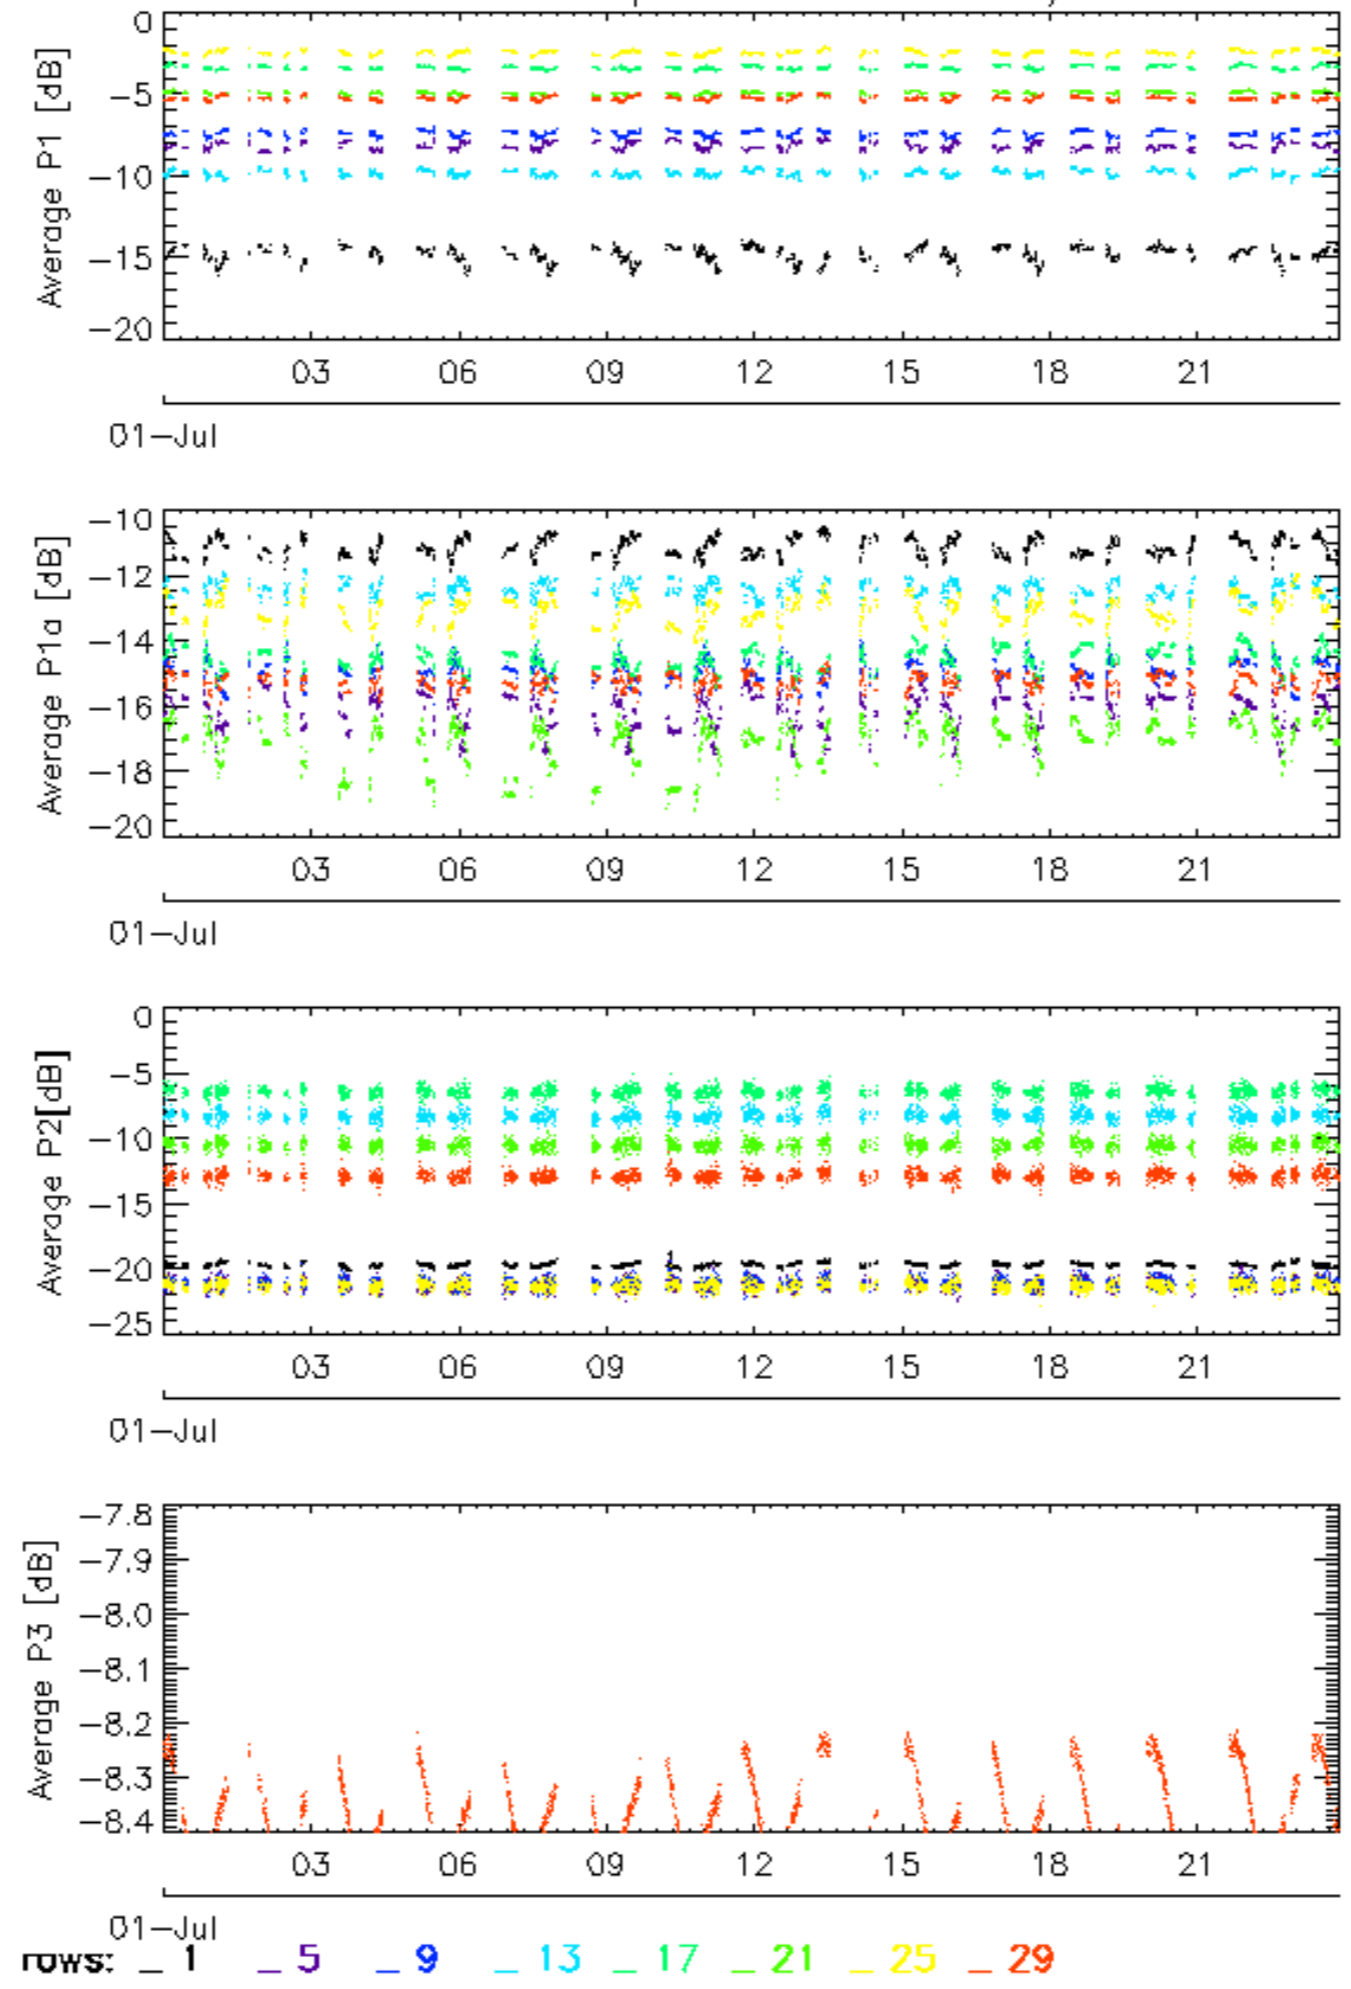 0
−5
−10
−15
−20
Average P1 [dB]
03 06 09 12 15 18 21
01−Jul
−10
−12
−14
−16
−18
−20
Average P1a [dB]
03 06 09 12 15 18 21
01−Jul
0
−5
−10
−15
−20
−25
Average P2[dB]
03 06 09 12 15 18 21
01−Jul
−7.8
−7.9
−8.0
−8.1
−8.2
−8.3
−8.4
Average P3 [dB]
03 06 09 12 15 18 21
01−Jul
rows: _ 1 _ 5 _ 9 _ 13 _ 17 _ 21 _ 25 _ 29